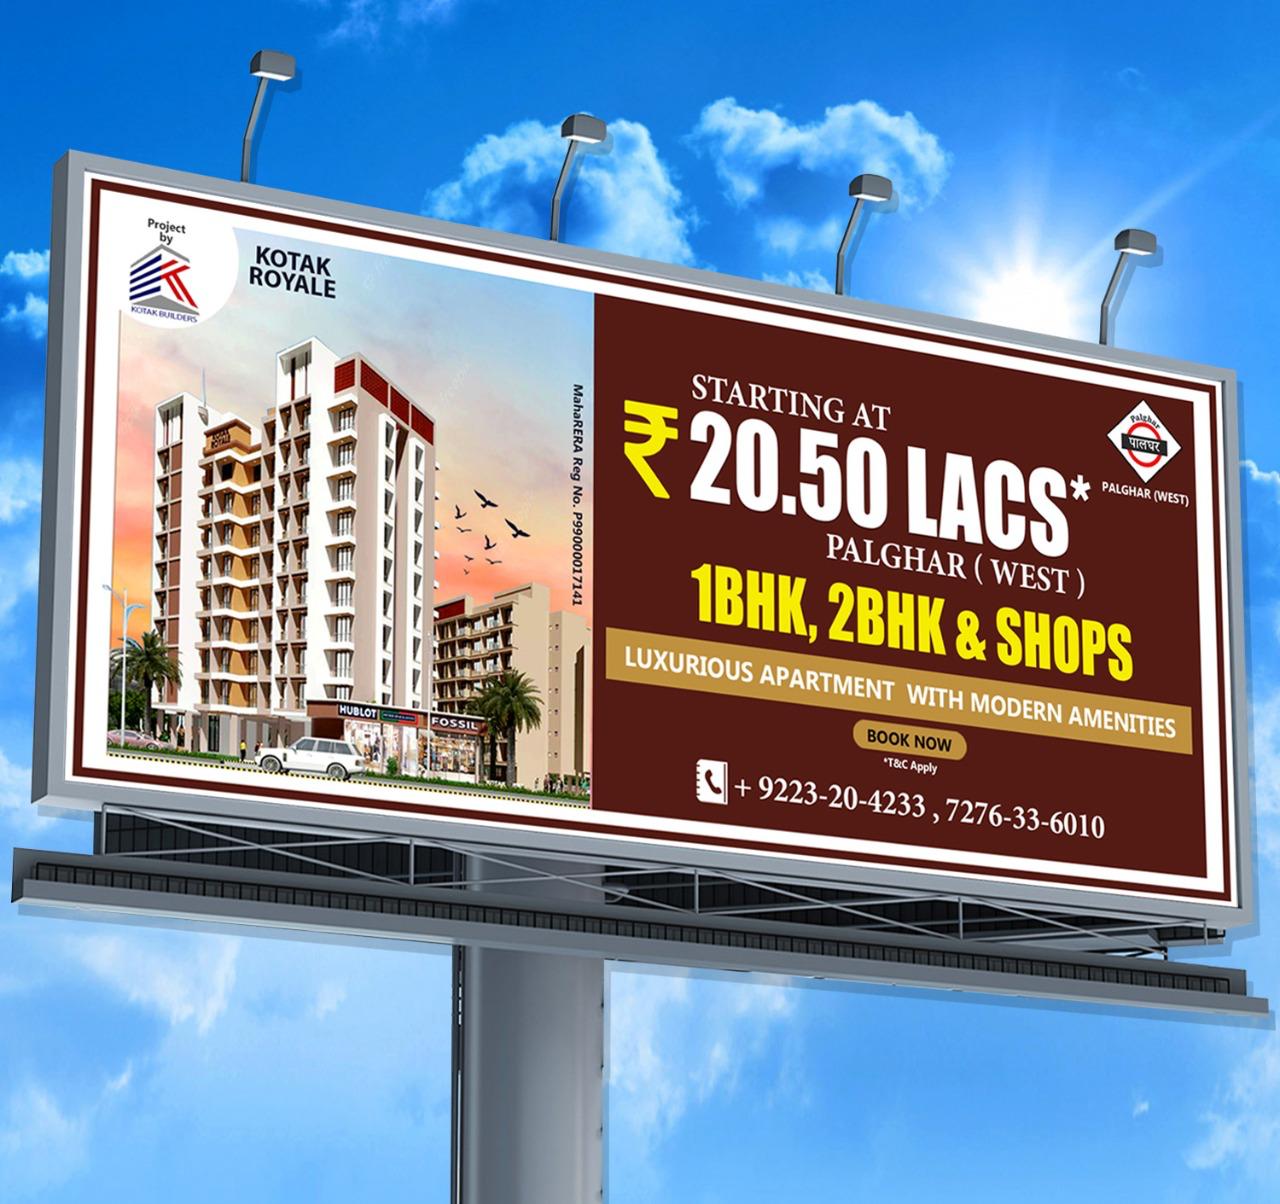 Project
by
KOTAK BUILDERS
KOTAK
ROYALE
MahaRERA Reg No. P99000017141
HUBLOT
FOSSIL
STARTING AT
₹ 20.50 LACS*
PALGHAR ( WEST )
Palghar
पालघर
PALGHAR (WEST)
1BHK, 2BHK & SHOPS
LUXURIOUS APARTMENT WITH MODERN AMENITIES
BOOK NOW
*T&C Apply
+ 9223-20-4233 , 7276-33-6010